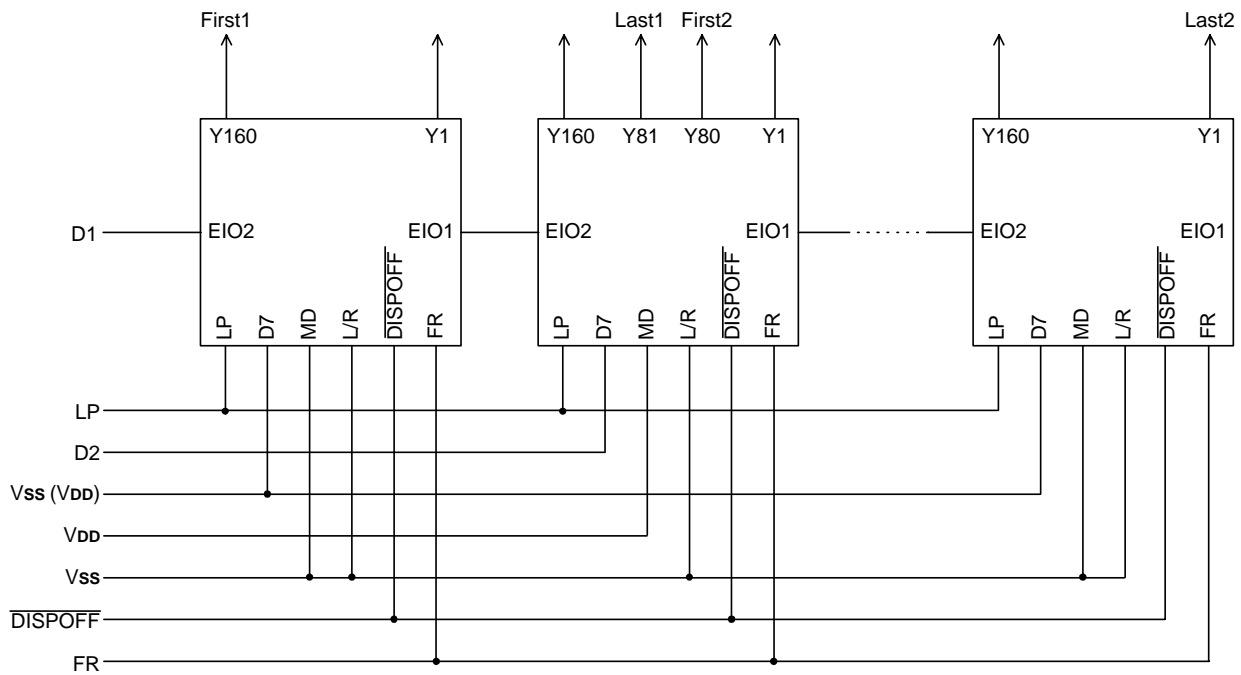 First1 Last1 First2 Last2
Y160 Y1 Y160 Y81 Y80 Y1 Y160 Y1
D1 EIO2 EIO1 EIO2 EIO1 EIO2 EIO1
LP D7 MD L/R DISPOFF FR LP D7 MD L/R DISPOFF FR LP D7 MD L/R DISPOFF FR
LP
D2
VSS (VDD)
VDD
VSS
DISPOFF
FR